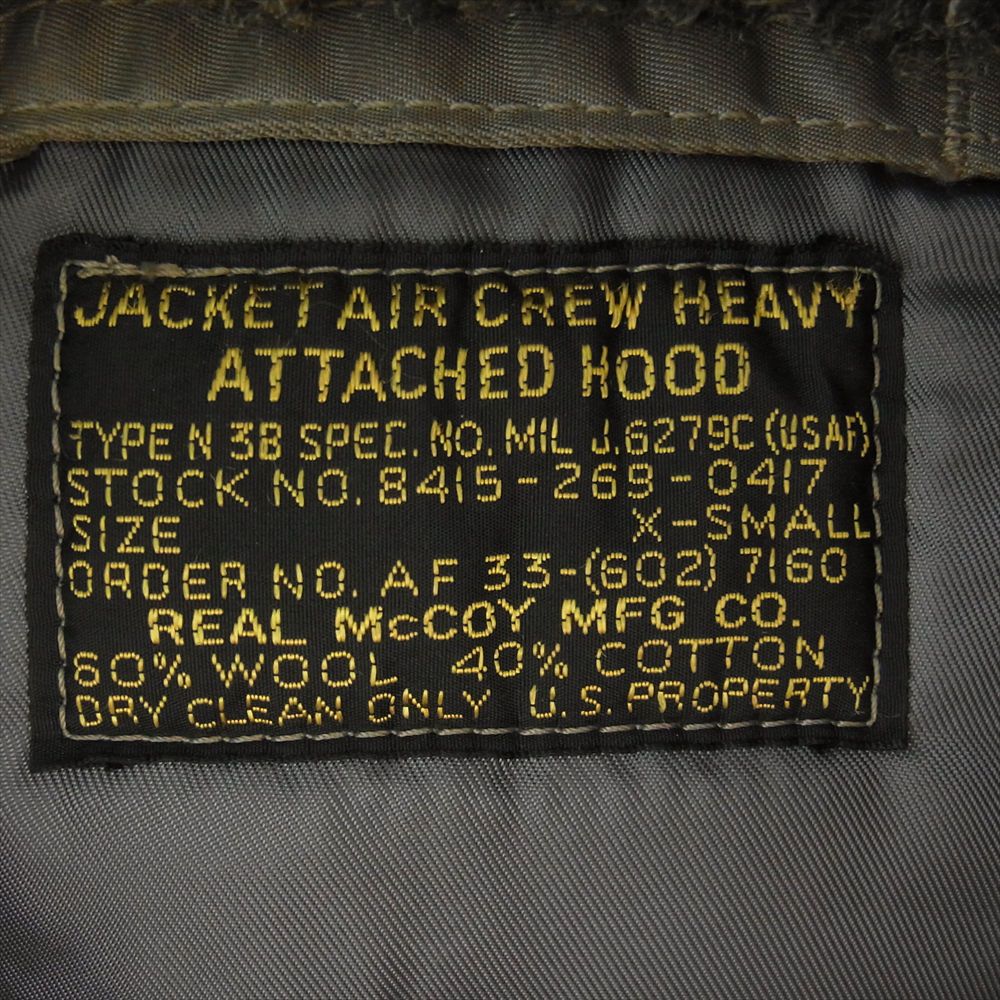 JACKET AIR CREW HEAVY
ATTACHED HOOD
TYPE N 3B SPEC. NO. MIL J.6279C (USAF)
STOCK NO. 8415-269-0417
SIZE X-SMALL
ORDER NO. AF 33-(602) 7160
REAL McCOY MFG CO.
60% WOOL 40% COTTON
DRY CLEAN ONLY U.S. PROPERTY